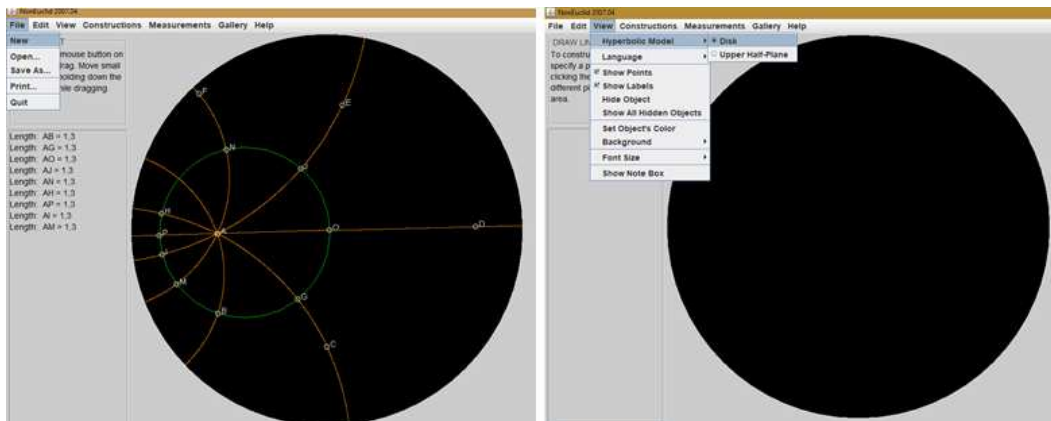 NonEuclid 2007.04
File Edit View Constructions Measurements Gallery Help
New
Open...
Save As...
Print...
Quit
T
mouse button on
rag. Move small
holding down the
ile dragging.
Length: AB = 1,3
Length: AG = 1,3
Length: AO = 1,3
Length: AJ = 1,3
Length: AN = 1,3
Length: AH = 1,3
Length: AP = 1,3
Length: AI = 1,3
Length: AM = 1,3
F
E
N
J
H
P
A
O
D
I
M
B
G
C
NonEuclid 2007.04
File Edit View Constructions Measurements Gallery Help
DRAW LIN
To constru
specify a p
clicking the
different po
area.
Hyperbolic Model
Language
Show Points
Show Labels
Hide Object
Show All Hidden Objects
Set Object's Color
Background
Font Size
Show Note Box
Disk
Upper Half-Plane